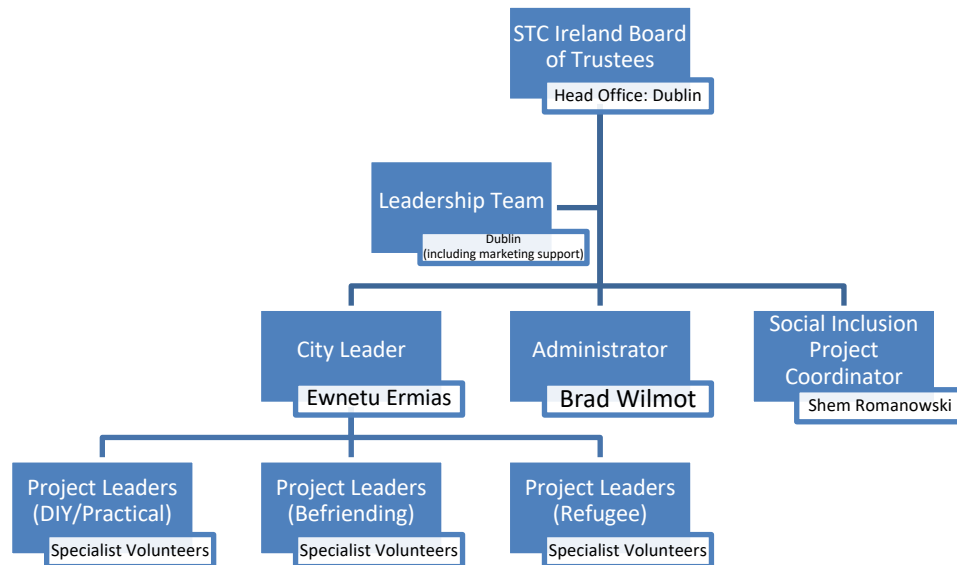 STC Ireland Board
of Trustees
Head Office: Dublin
Leadership Team
Dublin
(including marketing support)
City Leader
Ewnetu Ermias
Administrator
Brad Wilmot
Social Inclusion
Project
Coordinator
Shem Romanowski
Project Leaders
(DIY/Practical)
Specialist Volunteers
Project Leaders
(Befriending)
Specialist Volunteers
Project Leaders
(Refugee)
Specialist Volunteers